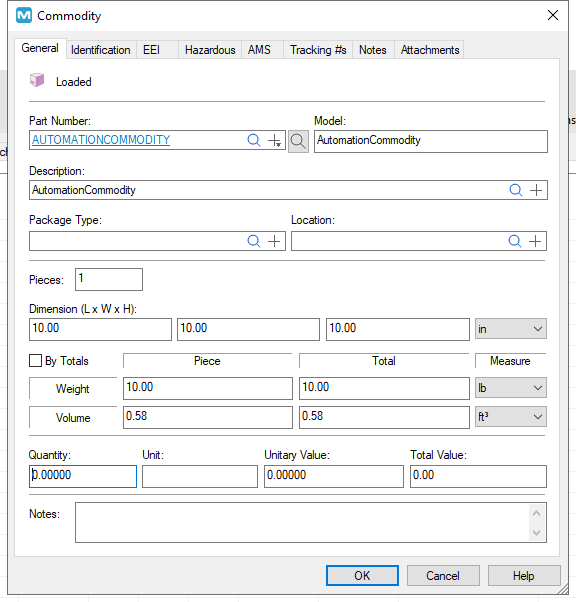 Commodity
General Identification EEI Hazardous AMS Tracking #s Notes Attachments
Loaded
Part Number: Model:
AUTOMATIONCOMMODITY AutomationCommodity
Description:
AutomationCommodity
Package Type: Location:
Pieces: 1
Dimension (L x W x H):
10.00 10.00 10.00 in
By Totals Piece Total Measure
Weight 10.00 10.00 lb
Volume 0.58 0.58 ft³
Quantity: Unit: Unitary Value: Total Value:
0.00000 0.00000 0.00
Notes:
OK Cancel Help